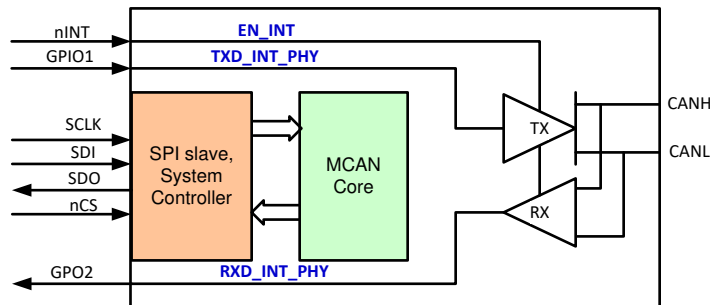 nINT
EN_INT
GPIO1
TXD_INT_PHY
SCLK
SDI
SDO
nCS
SPI slave,
System
Controller
MCAN
Core
TX
RX
CANH
CANL
GPO2
RXD_INT_PHY